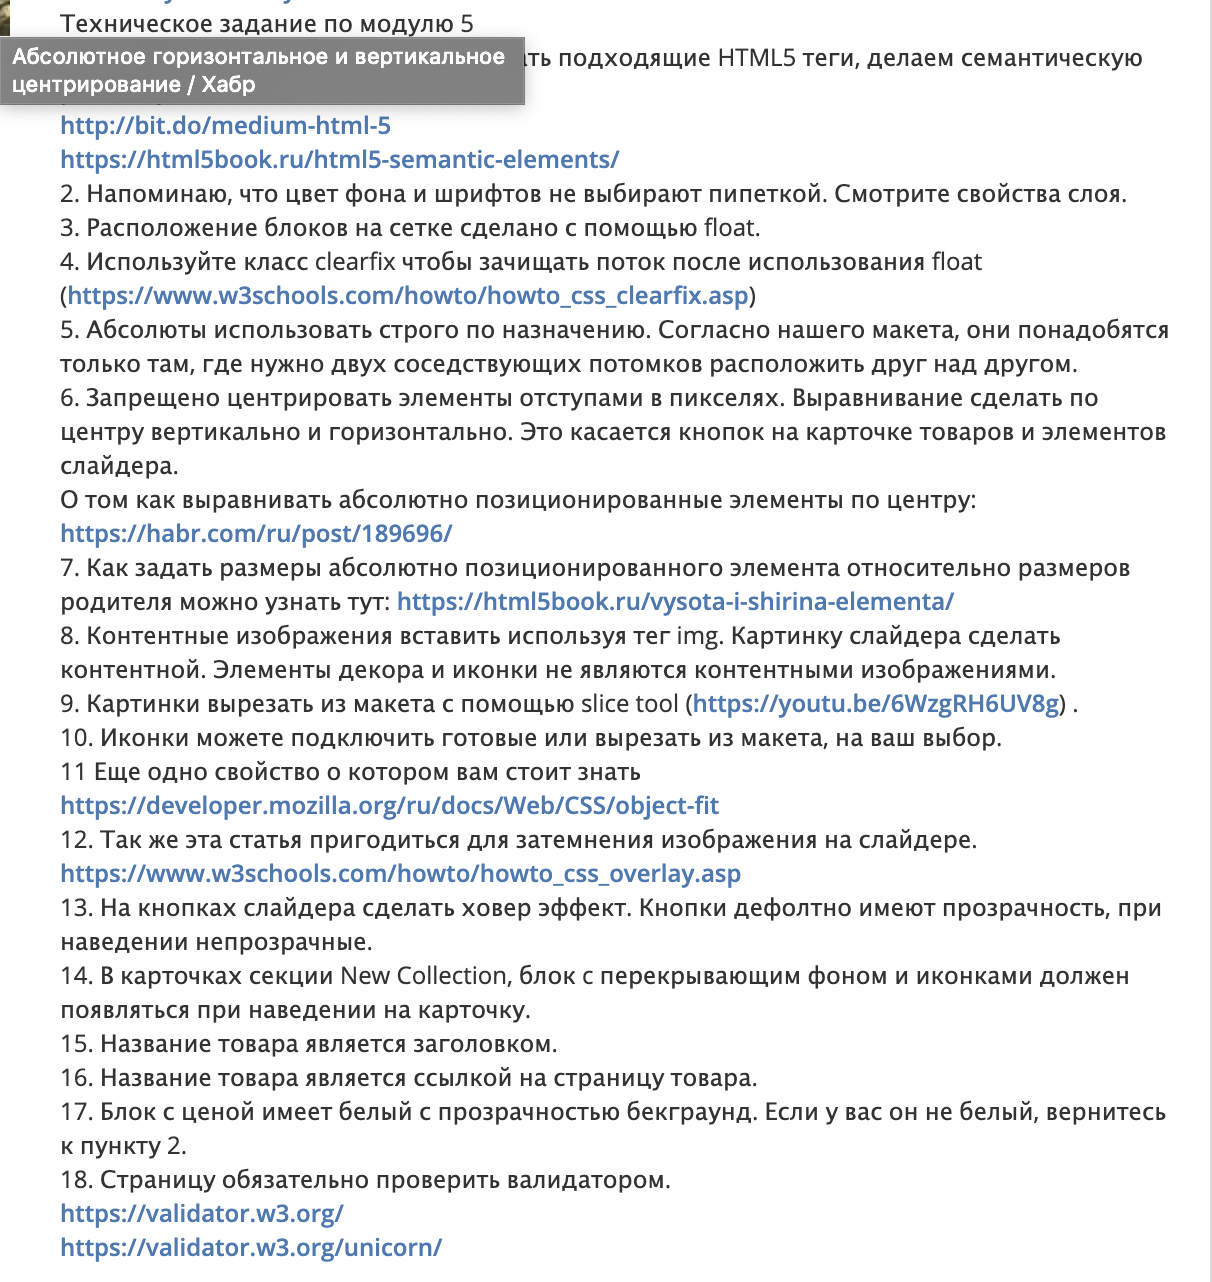 Техническое задание по модулю 5
Абсолютное горизонтальное и вертикальное
центрирование / Хабр
ть подходящие HTML5 теги, делаем семантическую
http://bit.do/medium-html-5
https://html5book.ru/html5-semantic-elements/
2. Напоминаю, что цвет фона и шрифтов не выбирают пипеткой. Смотрите свойства слоя.
3. Расположение блоков на сетке сделано с помощью float.
4. Используйте класс clearfix чтобы зачищать поток после использования float
(https://www.w3schools.com/howto/howto_css_clearfix.asp)
5. Абсолюты использовать строго по назначению. Согласно нашего макета, они понадобятся
только там, где нужно двух соседствующих потомков расположить друг над другом.
6. Запрещено центрировать элементы отступами в пикселях. Выравнивание сделать по
центру вертикально и горизонтально. Это касается кнопок на карточке товаров и элементов
слайдера.
О том как выравнивать абсолютно позиционированные элементы по центру:
https://habr.com/ru/post/189696/
7. Как задать размеры абсолютно позиционированного элемента относительно размеров
родителя можно узнать тут: https://html5book.ru/vysota-i-shirina-elementa/
8. Контентные изображения вставить используя тег img. Картинку слайдера сделать
контентной. Элементы декора и иконки не являются контентными изображениями.
9. Картинки вырезать из макета с помощью slice tool (https://youtu.be/6WzgRH6UV8g) .
10. Иконки можете подключить готовые или вырезать из макета, на ваш выбор.
11 Еще одно свойство о котором вам стоит знать
https://developer.mozilla.org/ru/docs/Web/CSS/object-fit
12. Так же эта статья пригодиться для затемнения изображения на слайдере.
https://www.w3schools.com/howto/howto_css_overlay.asp
13. На кнопках слайдера сделать ховер эффект. Кнопки дефолтно имеют прозрачность, при
наведении непрозрачные.
14. В карточках секции New Collection, блок с перекрывающим фоном и иконками должен
появляться при наведении на карточку.
15. Название товара является заголовком.
16. Название товара является ссылкой на страницу товара.
17. Блок с ценой имеет белый с прозрачностью бекграунд. Если у вас он не белый, вернитесь
к пункту 2.
18. Страницу обязательно проверить валидатором.
https://validator.w3.org/
https://validator.w3.org/unicorn/